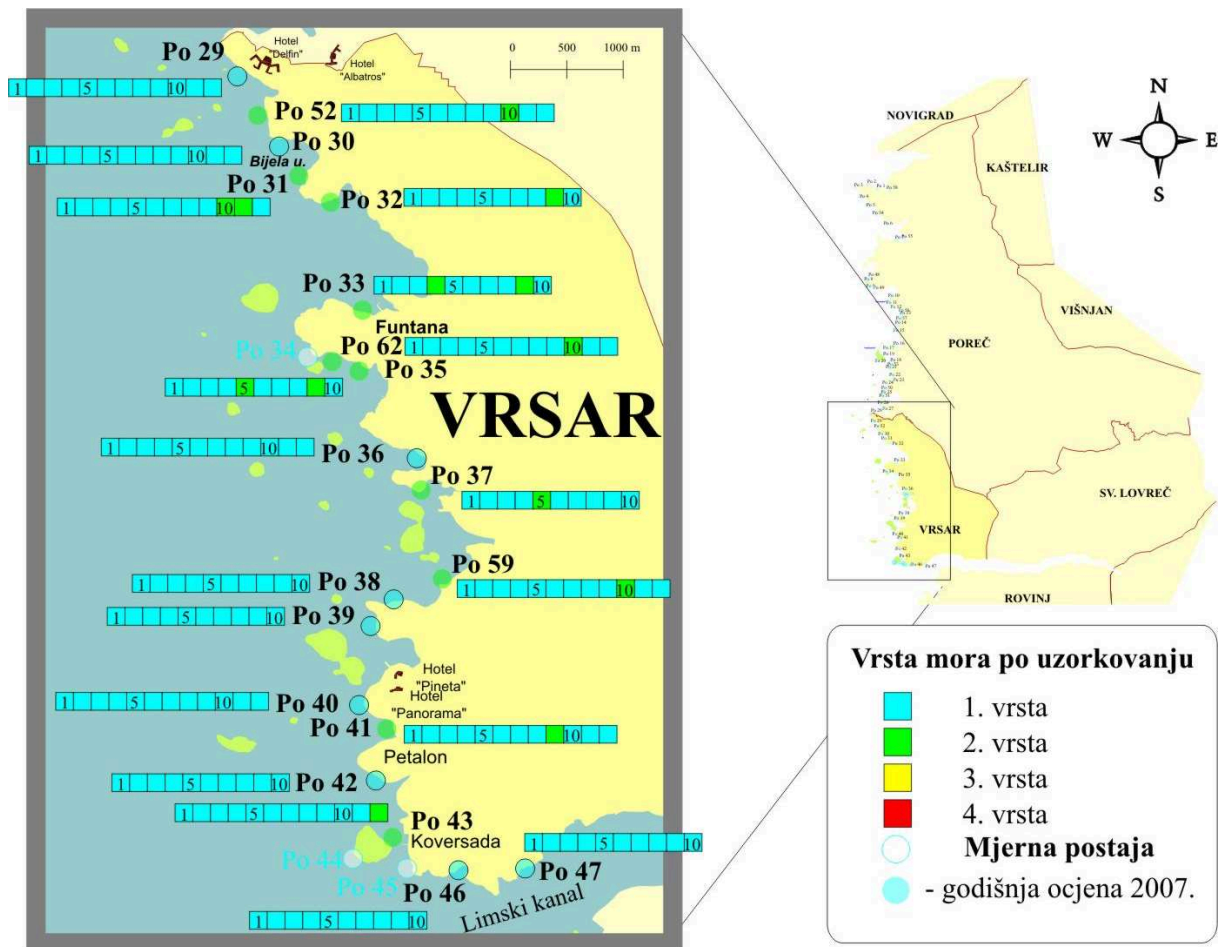 Po 29
Hotel
"Delfin"
Hotel
"Albatros"
0 500 1000 m
1 5 10
Po 52
1 5 10
Po 30
1 5 10
Bijela u.
Po 31
1 5 10
Po 32
1 5 10
Po 33
1 5 10
Funtana
Po 34
Po 62
1 5 10
Po 35
1 5 10
VRSAR
Po 36
1 5 10
Po 37
1 5 10
Po 59
1 5 10
Po 38
1 5 10
Po 39
1 5 10
Hotel
"Pineta"
Hotel
"Panorama"
Po 40
1 5 10
Po 41
1 5 10
Petalon
Po 42
1 5 10
1 5 10
Po 43
Koversada
1 5 10
Po 44
Po 45
Po 46
Po 47
Limski kanal
1 5 10
NOVIGRAD
KAŠTELIR
VIŠNJAN
POREČ
SV. LOVREČ
VRSAR
ROVINJ
N
W E
S
Vrsta mora po uzorkovanju
1. vrsta
2. vrsta
3. vrsta
4. vrsta
Mjerna postaja
- godišnja ocjena 2007.